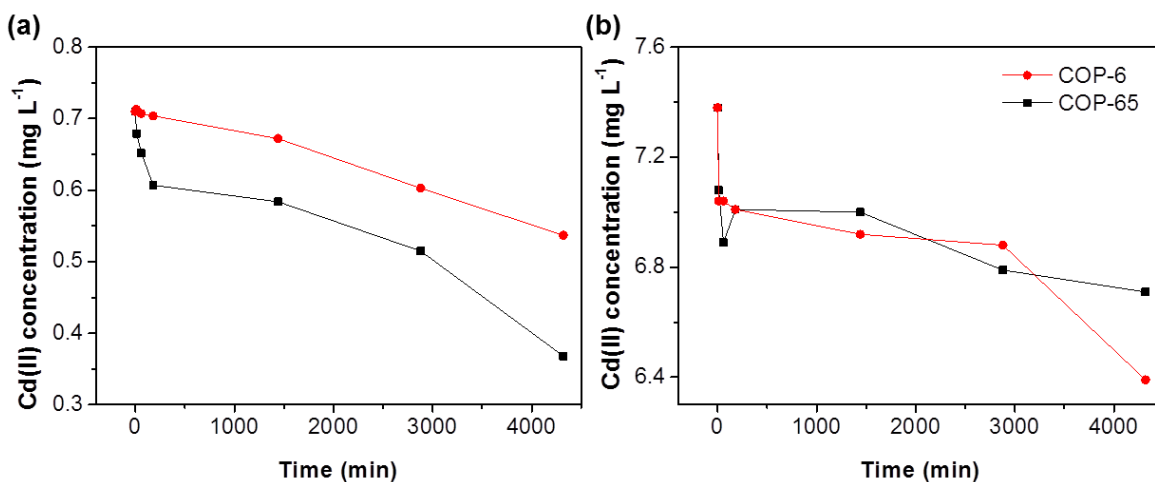 (a)
Cd(II) concentration (mg L⁻¹)
0.8
0.7
0.6
0.5
0.4
0.3
0 1000 2000 3000 4000
Time (min)
(b)
Cd(II) concentration (mg L⁻¹)
7.6
7.2
6.8
6.4
0 1000 2000 3000 4000
Time (min)
COP-6
COP-65